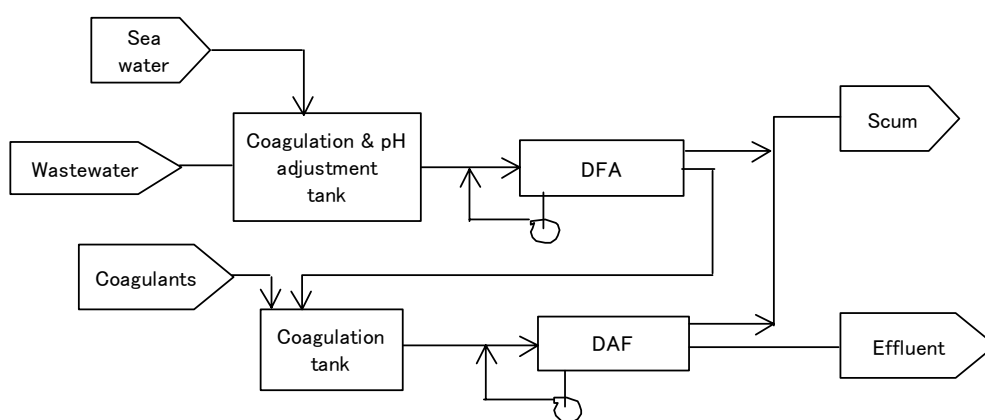 Sea
water
Wastewater
Coagulation & pH
adjustment
tank
DFA
Scum
Coagulants
Coagulation
tank
DAF
Effluent